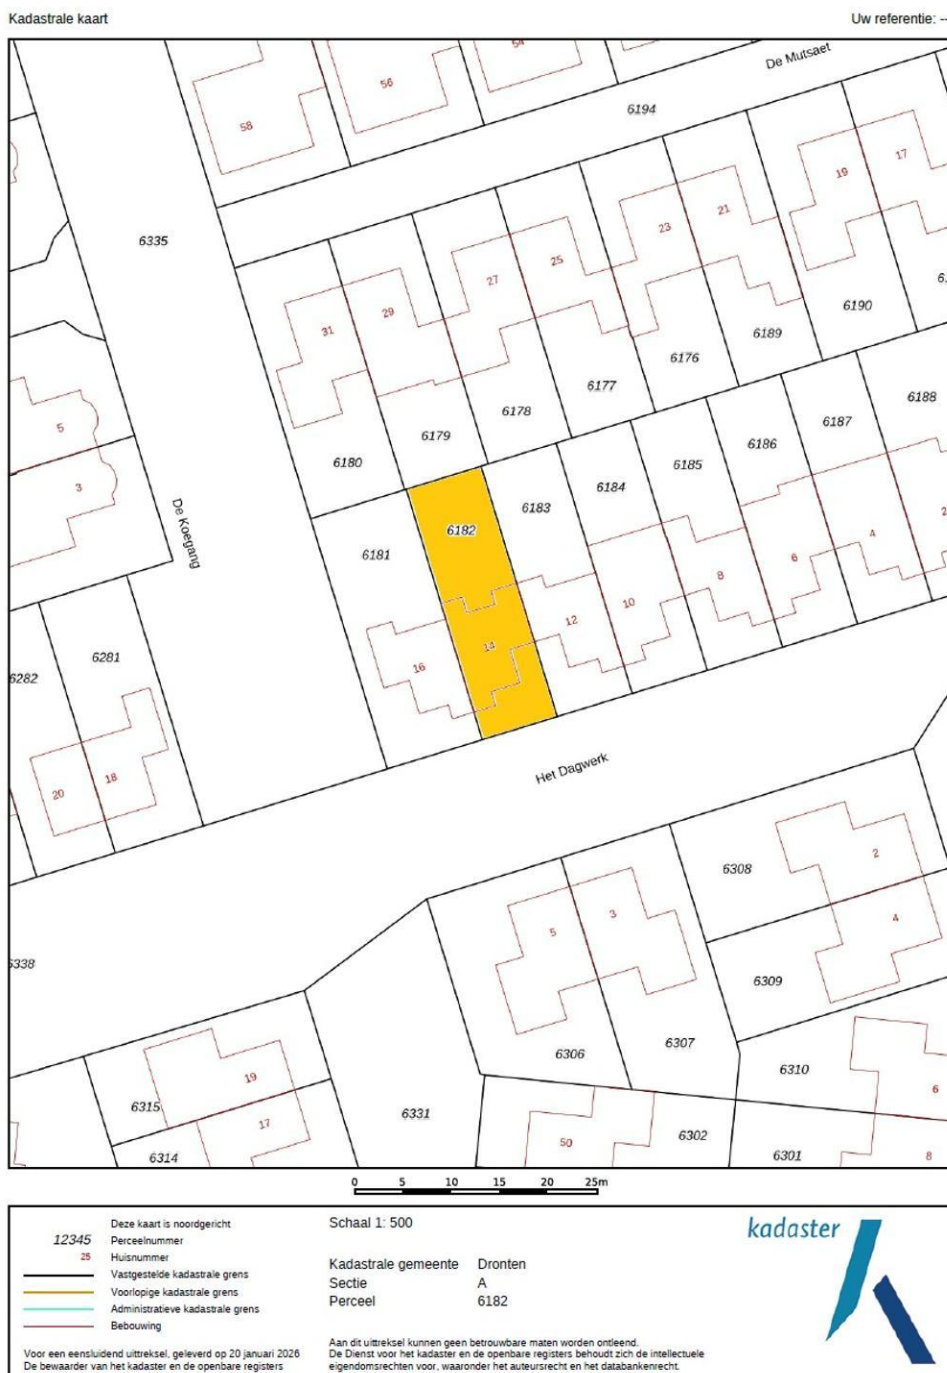 Kadastrale kaart
Uw referentie: --
De Mutsaet
54
56
58
6194
19
17
6335
23
21
25
27
29
31
6190
6189
6176
6177
6178
6179
6180
6188
6187
6186
6185
6184
6183
6182
6181
5
3
De Koegang
2
4
6
8
10
12
14
16
6281
6282
18
20
Het Dagwerk
6308
2
4
3
5
6309
6338
6306
6307
6310
6
19
17
6315
6314
6331
50
6302
6301
8
0 5 10 15 20 25m
Deze kaart is noordgericht
12345 Perceelnummer
25 Huisnummer
Vastgestelde kadastrale grens
Voorlopige kadastrale grens
Administratieve kadastrale grens
Bebouwing
Voor een eensluidend uittreksel, geleverd op 20 januari 2026
De bewaarder van het kadaster en de openbare registers
Schaal 1: 500
Kadastrale gemeente Dronten
Sectie A
Perceel 6182
Aan dit uittreksel kunnen geen betrouwbare maten worden ontleend.
De Dienst voor het kadaster en de openbare registers behoudt zich de intellectuele
eigendomsrechten voor, waaronder het auteursrecht en het databankenrecht.
kadaster